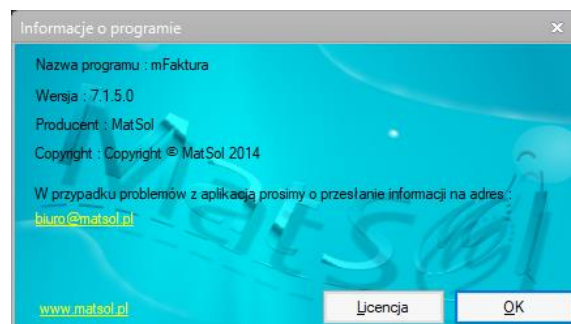 Informacje o programie
Nazwa programu : mFaktura
Wersja : 7.1.5.0
Producent : MatSol
Copyright : Copyright © MatSol 2014
W przypadku problemów z aplikacją prosimy o przesłanie informacji na adres :
biuro@matsol.pl
MatSol
www.matsol.pl
Licencja
OK